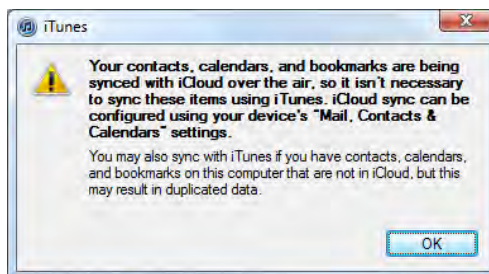 iTunes
Your contacts, calendars, and bookmarks are being
synced with iCloud over the air, so it isn't necessary
to sync these items using iTunes. iCloud sync can be
configured using your device's "Mail, Contacts &
Calendars" settings.
You may also sync with iTunes if you have contacts, calendars,
and bookmarks on this computer that are not in iCloud, but this
may result in duplicated data.
OK